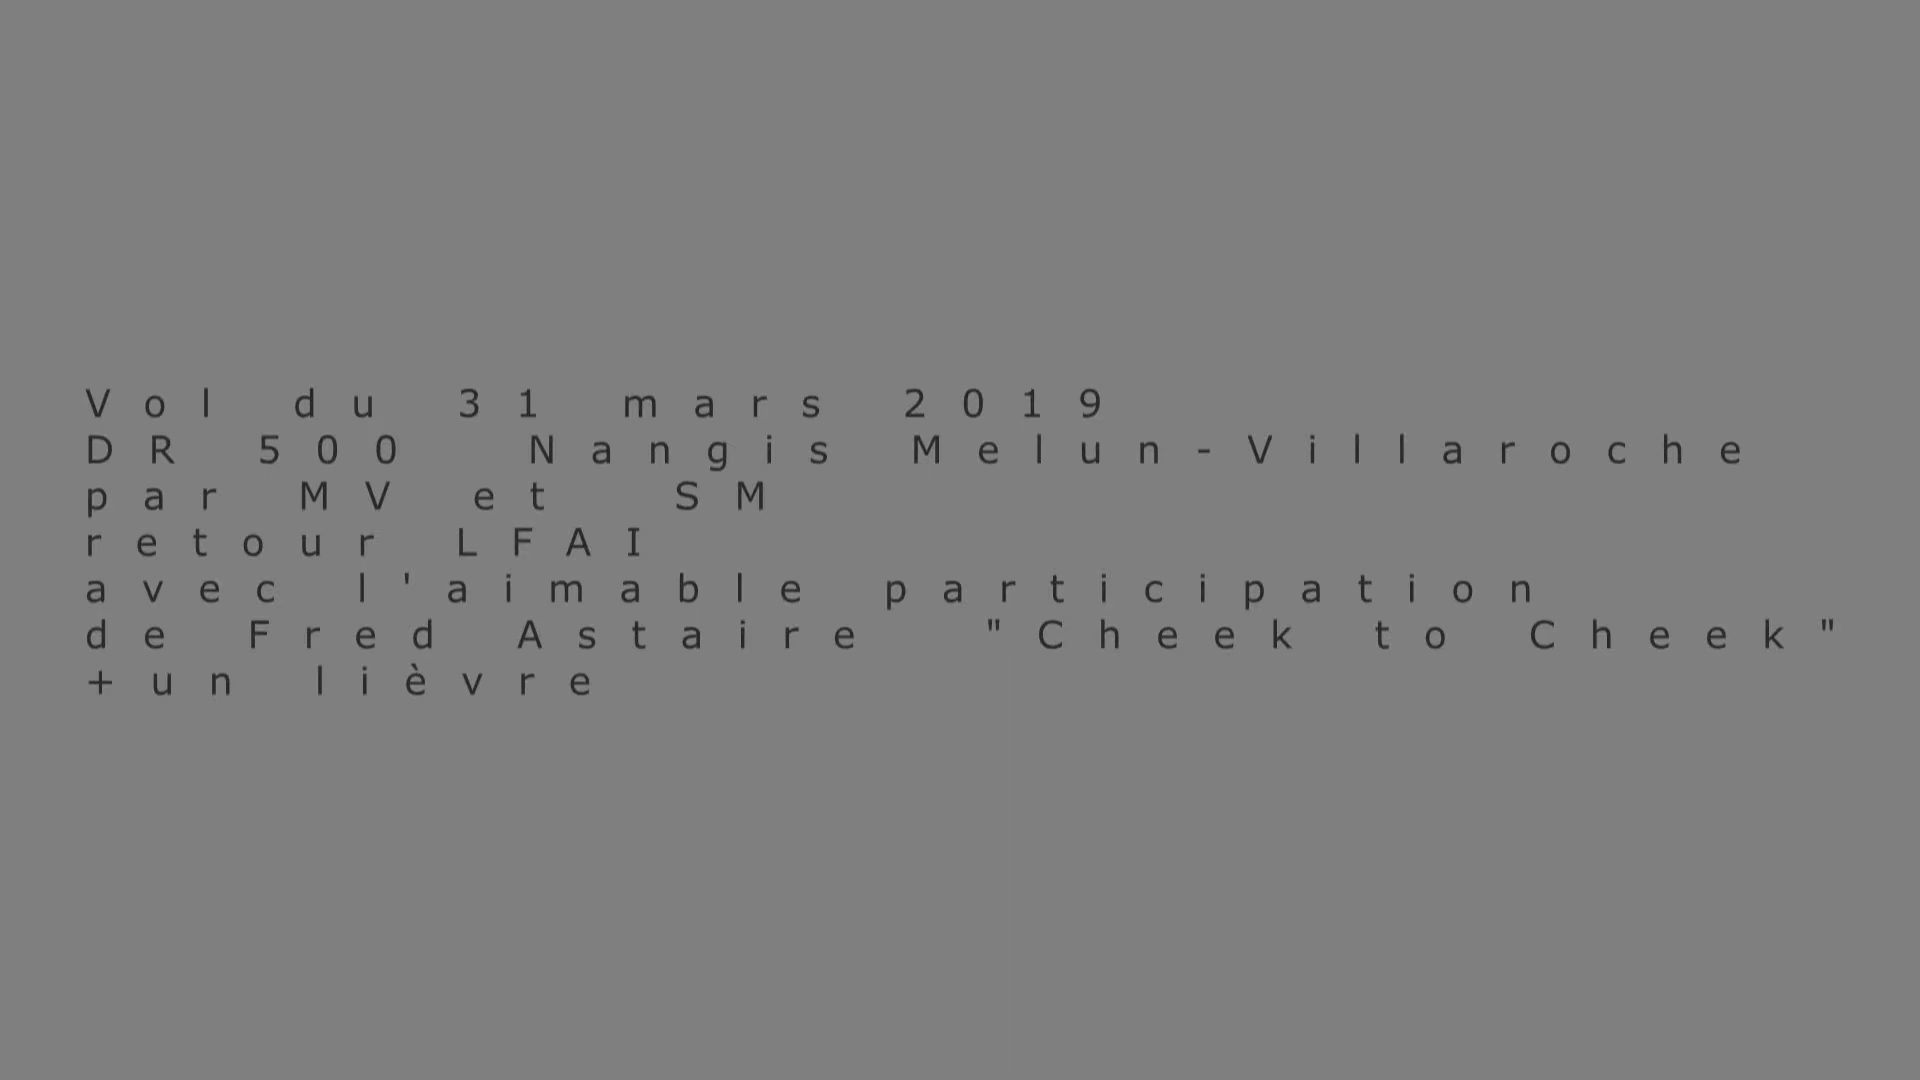 Vol du 31 mars 2019
DR 500 Nangis Melun-Villaroche
par MV et SM
retour LFAI
avec l'aimable participation
de Fred Astaire "Cheek to Cheek"
+un lièvre